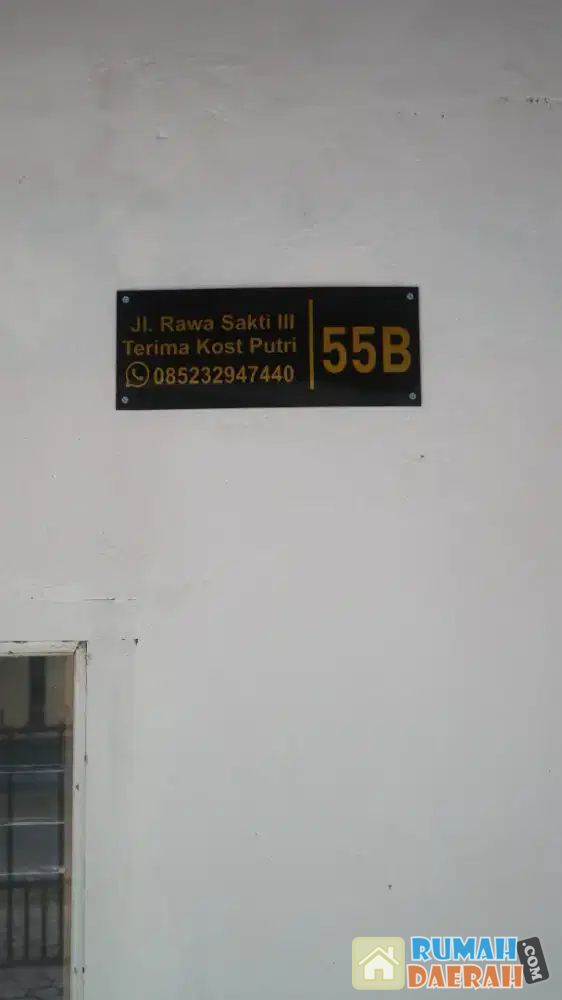 Jl. Rawa Sakti III
Terima Kost Putri
085232947440
55B
RUMAH
DAERAH.COM